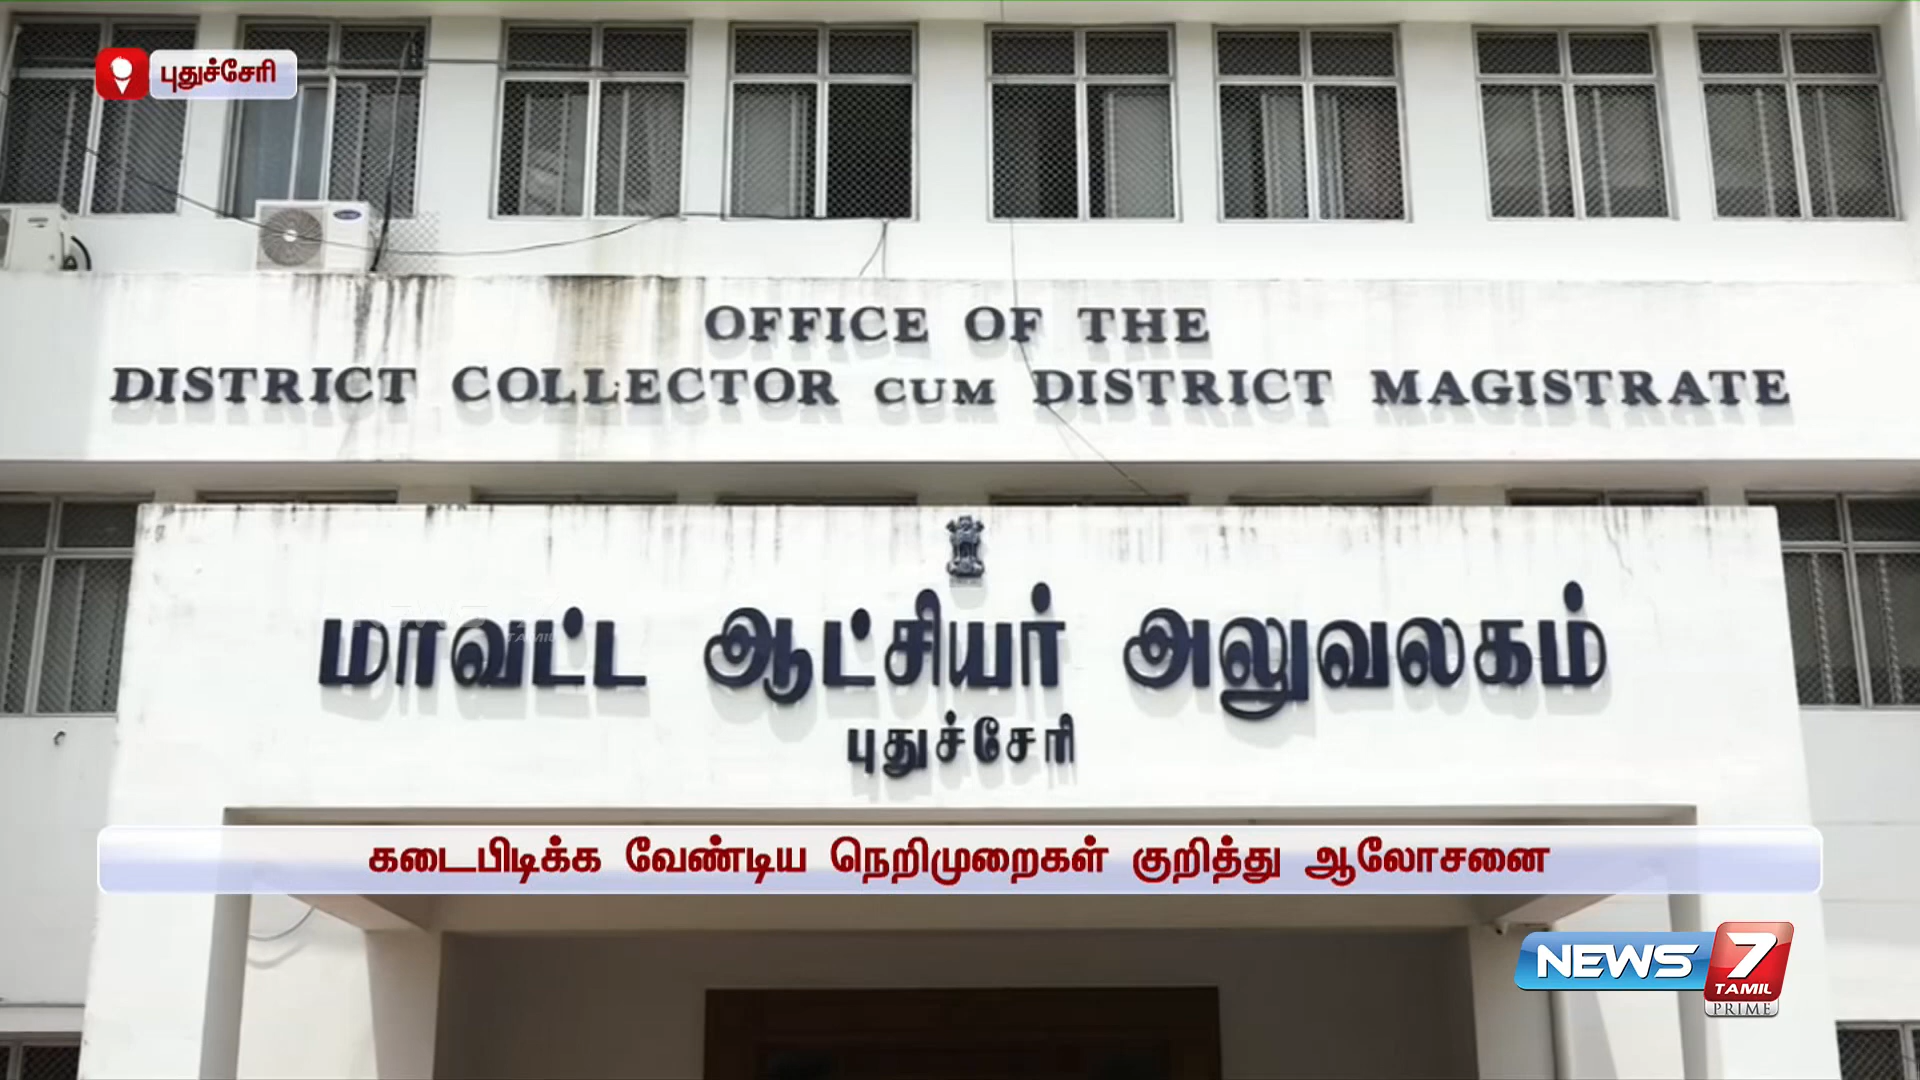 புதுச்சேரி
OFFICE OF THE
DISTRICT COLLECTOR CUM DISTRICT MAGISTRATE
மாவட்ட ஆட்சியர் அலுவலகம்
புதுச்சேரி
கடைபிடிக்க வேண்டிய நெறிமுறைகள் குறித்து ஆலோசனை
NEWS 7
TAMIL
PRIME